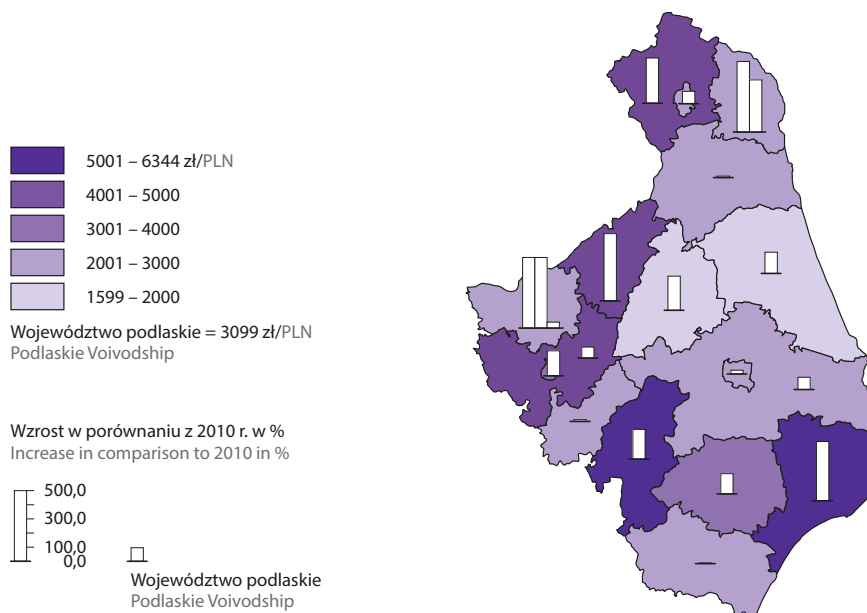 5001 – 6344 zł/PLN
4001 – 5000
3001 – 4000
2001 – 3000
1599 – 2000
Województwo podlaskie = 3099 zł/PLN
Podlaskie Voivodship
Wzrost w porównaniu z 2010 r. w %
Increase in comparison to 2010 in %
500,0
300,0
100,0
0,0
Województwo podlaskie
Podlaskie Voivodship